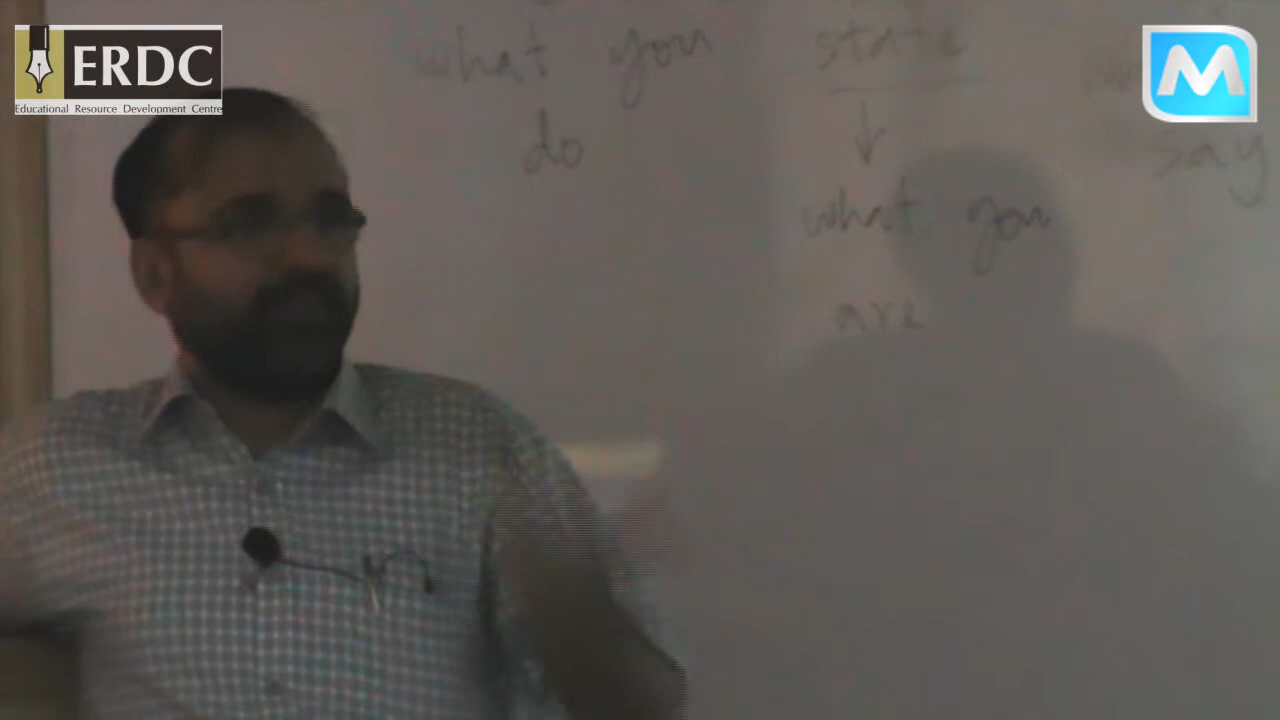 ERDC
Educational Resource Development Centre
M
what you
do
state
what you
are
say